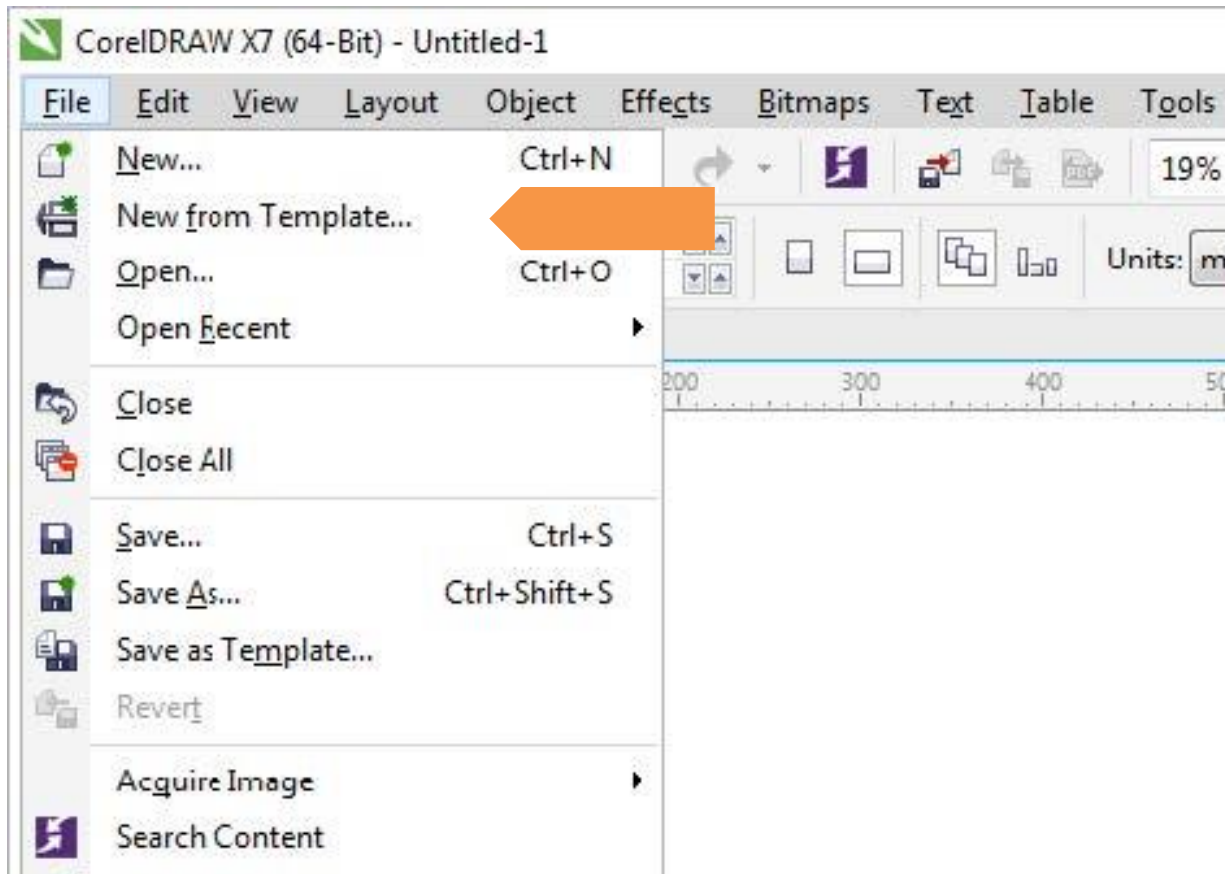 CorelDRAW X7 (64-Bit) - Untitled-1
File Edit View Layout Object Effects Bitmaps Text Table Tools
New... Ctrl+N
19%
New from Template...
Open... Ctrl+O
Units: m
Open Recent
200 300 400 50
Close
Close All
Save... Ctrl+S
Save As... Ctrl+Shift+S
Save as Template...
Revert
Acquire Image
Search Content